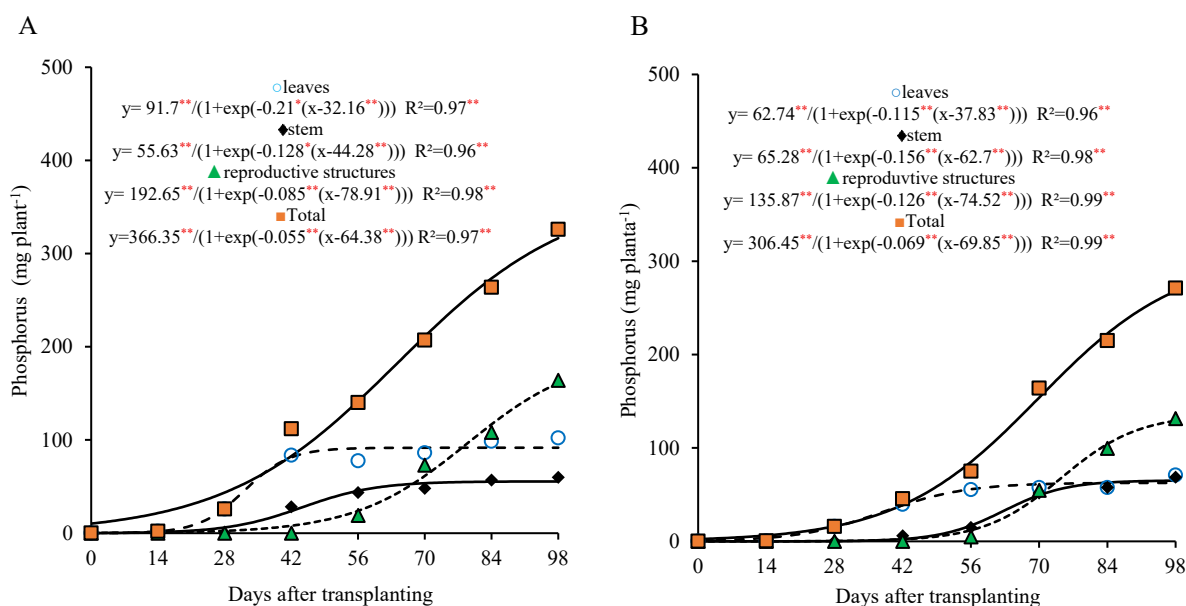 A
500
400
300
200
100
0
Phosphorus (mg plant⁻¹)
leaves
y= 91.7**/(1+exp(-0.21*(x-32.16**))) R²=0.97**
stem
y= 55.63**/(1+exp(-0.128*(x-44.28**))) R²=0.96**
reproductive structures
y= 192.65**/(1+exp(-0.085**(x-78.91**))) R²=0.98**
Total
y=366.35**/(1+exp(-0.055**(x-64.38**))) R²=0.97**
0 14 28 42 56 70 84 98
Days after transplanting
B
500
400
300
200
100
0
Phosphorus (mg planta⁻¹)
leaves
y= 62.74**/(1+exp(-0.115**(x-37.83**))) R²=0.96**
stem
y= 65.28**/(1+exp(-0.156**(x-62.7**))) R²=0.98**
reproduvtive structures
y= 135.87**/(1+exp(-0.126**(x-74.52**))) R²=0.99**
Total
y= 306.45**/(1+exp(-0.069**(x-69.85**))) R²=0.99**
0 14 28 42 56 70 84 98
Days after transplanting